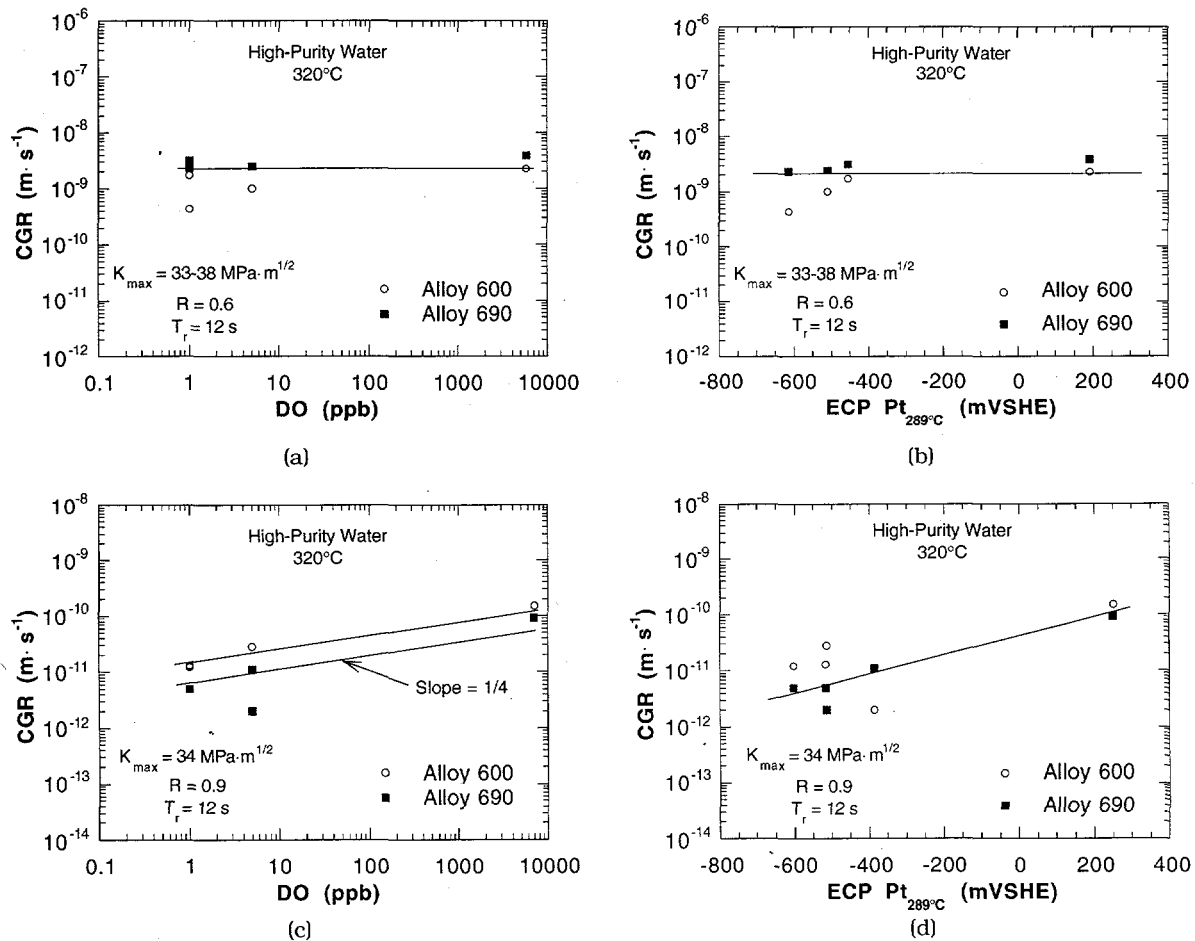 High-Purity Water
320°C
CGR (m· s⁻¹)
10⁻⁶
10⁻⁷
10⁻⁸
10⁻⁹
10⁻¹⁰
10⁻¹¹
10⁻¹²
K_max = 33-38 MPa·m^1/2
R = 0.6
T_r = 12 s
Alloy 600
Alloy 690
0.1 1 10 100 1000 10000
DO (ppb)
(a)
High-Purity Water
320°C
CGR (m· s⁻¹)
10⁻⁶
10⁻⁷
10⁻⁸
10⁻⁹
10⁻¹⁰
10⁻¹¹
10⁻¹²
K_max = 33-38 MPa·m^1/2
R = 0.6
T_r = 12 s
Alloy 600
Alloy 690
-800 -600 -400 -200 0 200 400
ECP Pt_289°C (mVSHE)
(b)
High-Purity Water
320°C
CGR (m· s⁻¹)
10⁻⁸
10⁻⁹
10⁻¹⁰
10⁻¹¹
10⁻¹²
10⁻¹³
10⁻¹⁴
Slope = 1/4
K_max = 34 MPa·m^1/2
R = 0.9
T_r = 12 s
Alloy 600
Alloy 690
0.1 1 10 100 1000 10000
DO (ppb)
(c)
High-Purity Water
320°C
CGR (m· s⁻¹)
10⁻⁸
10⁻⁹
10⁻¹⁰
10⁻¹¹
10⁻¹²
10⁻¹³
10⁻¹⁴
K_max = 34 MPa·m^1/2
R = 0.9
T_r = 12 s
Alloy 600
Alloy 690
-800 -600 -400 -200 0 200 400
ECP Pt_289°C (mVSHE)
(d)